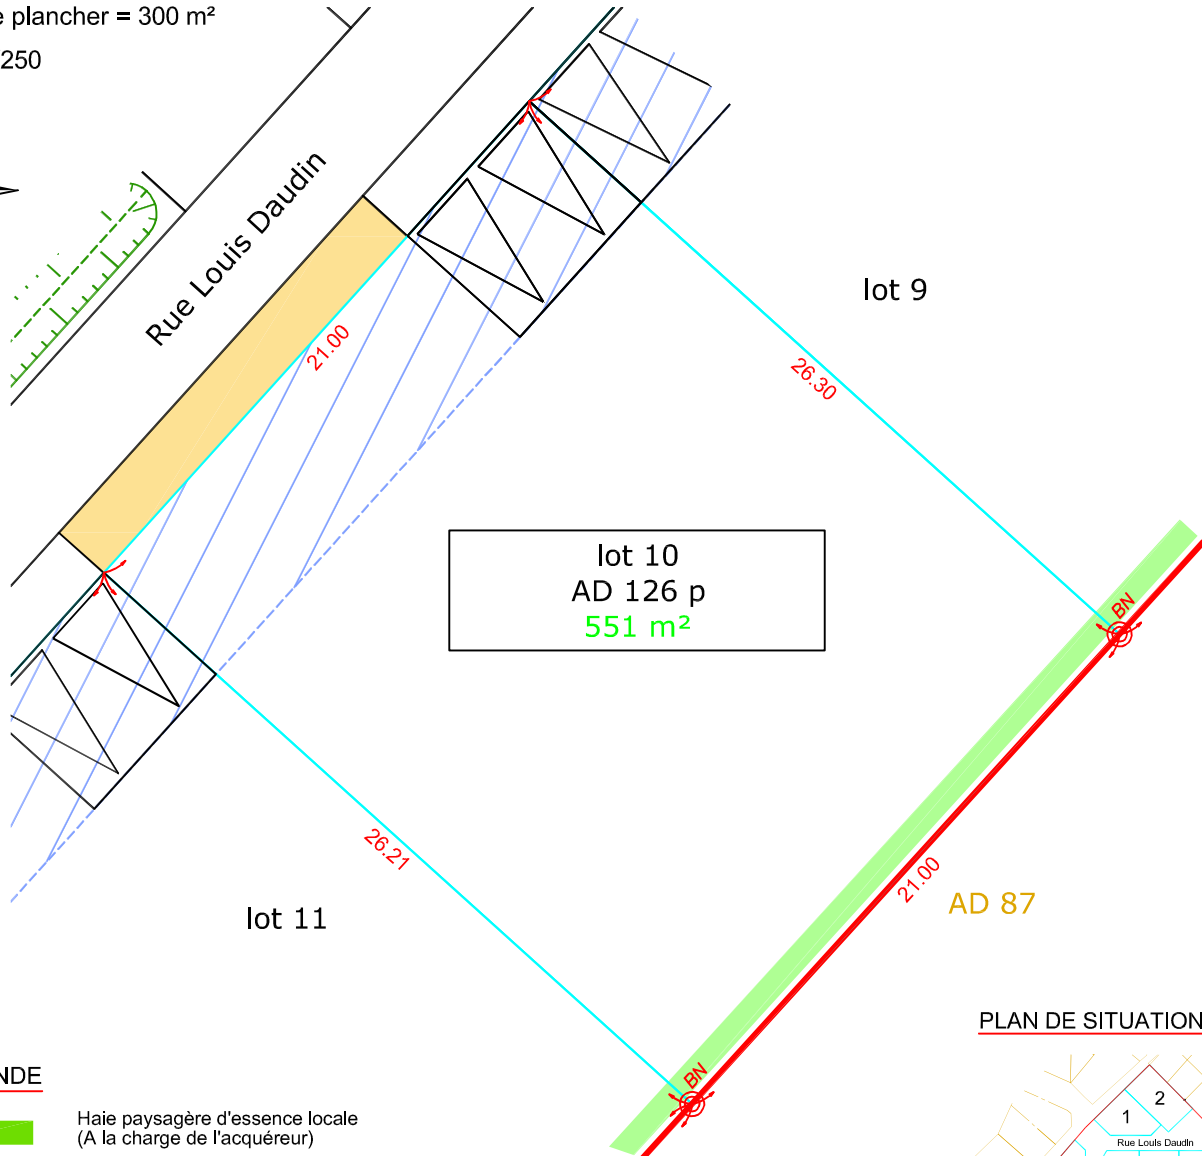 e plancher = 300 m²
250
Rue Louis Daudin
21.00
lot 9
26.30
lot 10
AD 126 p
551 m²
BN
26.21
21.00
AD 87
lot 11
BN
PLAN DE SITUATION
NDE
Haie paysagère d'essence locale
(A la charge de l'acquéreur)
1
2
Rue Louis Daudin